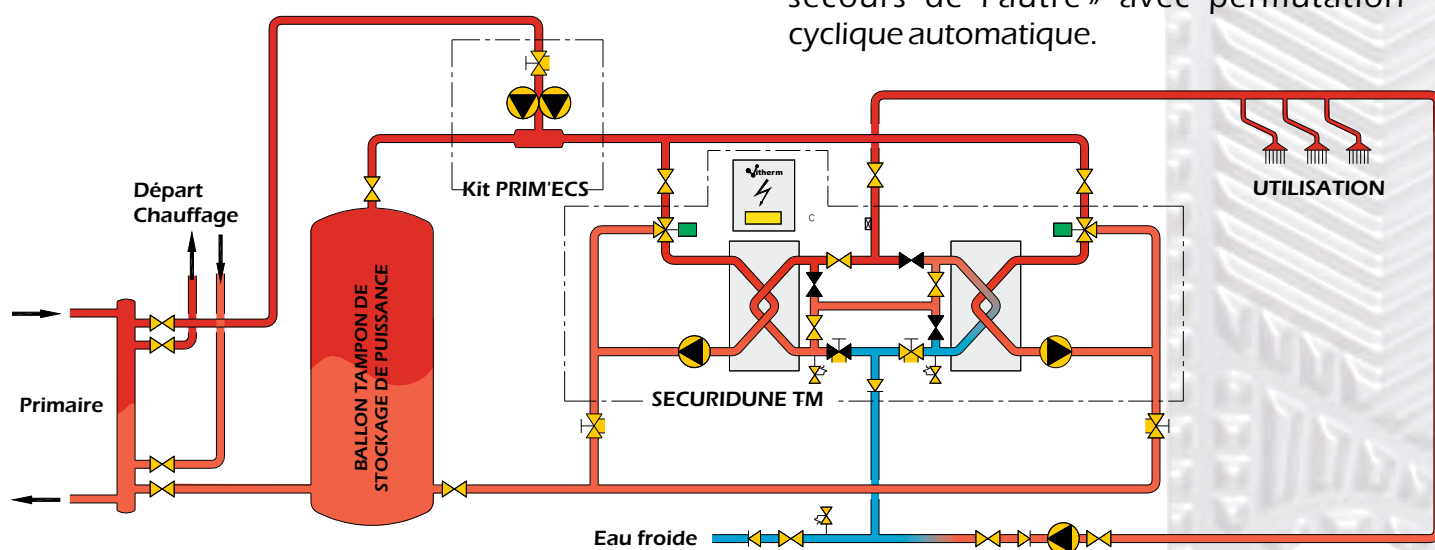 secours de l'autre » avec permutation
cyclique automatique.
Kit PRIM'ECS
Vitherm
C
UTILISATION
Départ
Chauffage
BALLON TAMPON DE
STOCKAGE DE PUISSANCE
Primaire
SECURIDUNE TM
Eau froide